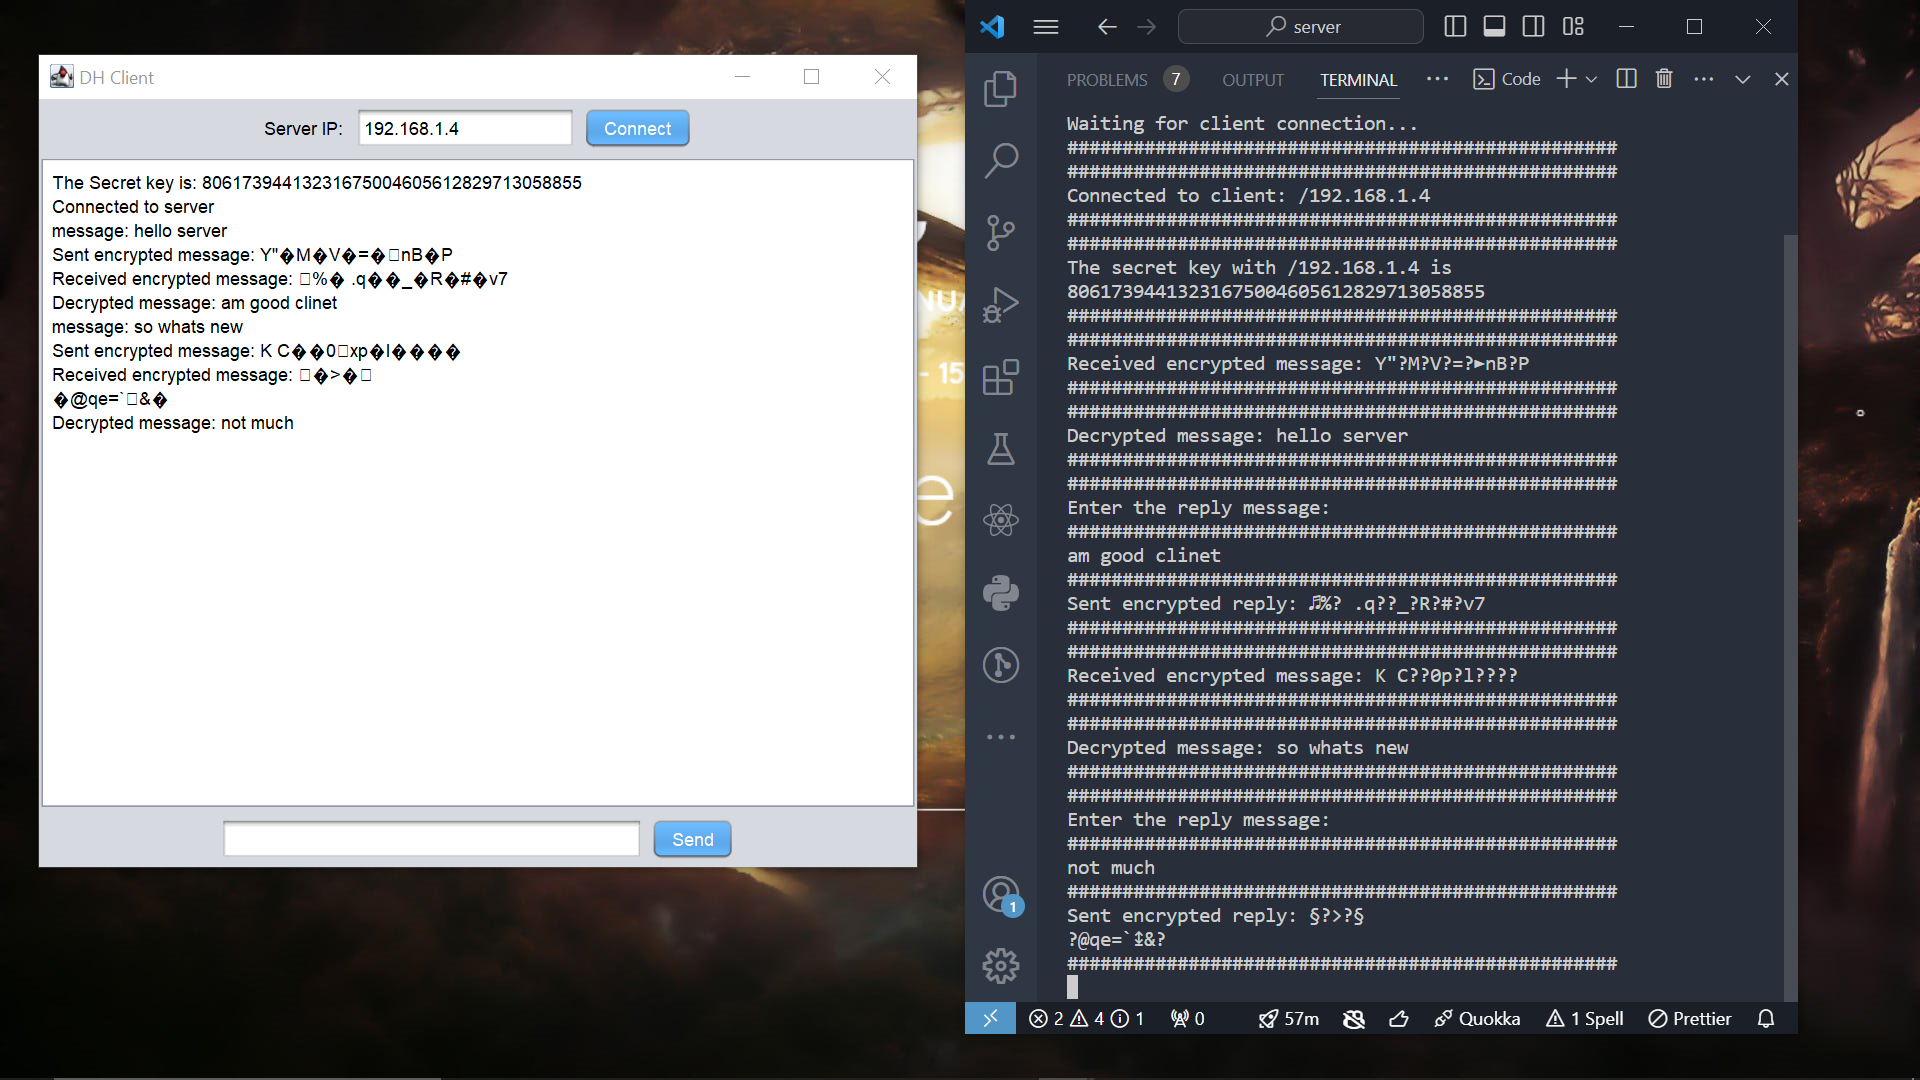 DH Client
Server IP: 192.168.1.4 Connect
The Secret key is: 80617394413231675004605612829713058855
Connected to server
message: hello server
Sent encrypted message: Y"�M�V�=�□nB�P
Received encrypted message: □%� .q��_�R�#�v7
Decrypted message: am good clinet
message: so whats new
Sent encrypted message: K C��0□xp�l����
Received encrypted message: □�>�□
�@qe=`□&�
Decrypted message: not much
Send
NU
- 15
e
server
PROBLEMS 7 OUTPUT TERMINAL ... Code
Waiting for client connection...
##################################################
##################################################
Connected to client: /192.168.1.4
##################################################
##################################################
The secret key with /192.168.1.4 is
80617394413231675004605612829713058855
##################################################
##################################################
Received encrypted message: Y"?M?V?=?►nB?P
##################################################
##################################################
Decrypted message: hello server
##################################################
##################################################
Enter the reply message:
##################################################
am good clinet
##################################################
Sent encrypted reply: ♬%? .q??_?R?#?v7
##################################################
##################################################
Received encrypted message: K C??0p?l????
##################################################
##################################################
Decrypted message: so whats new
##################################################
##################################################
Enter the reply message:
##################################################
not much
##################################################
Sent encrypted reply: §?>?§
?@qe=`↨&?
##################################################
1
2 4 1 0 57m Quokka 1 Spell Prettier